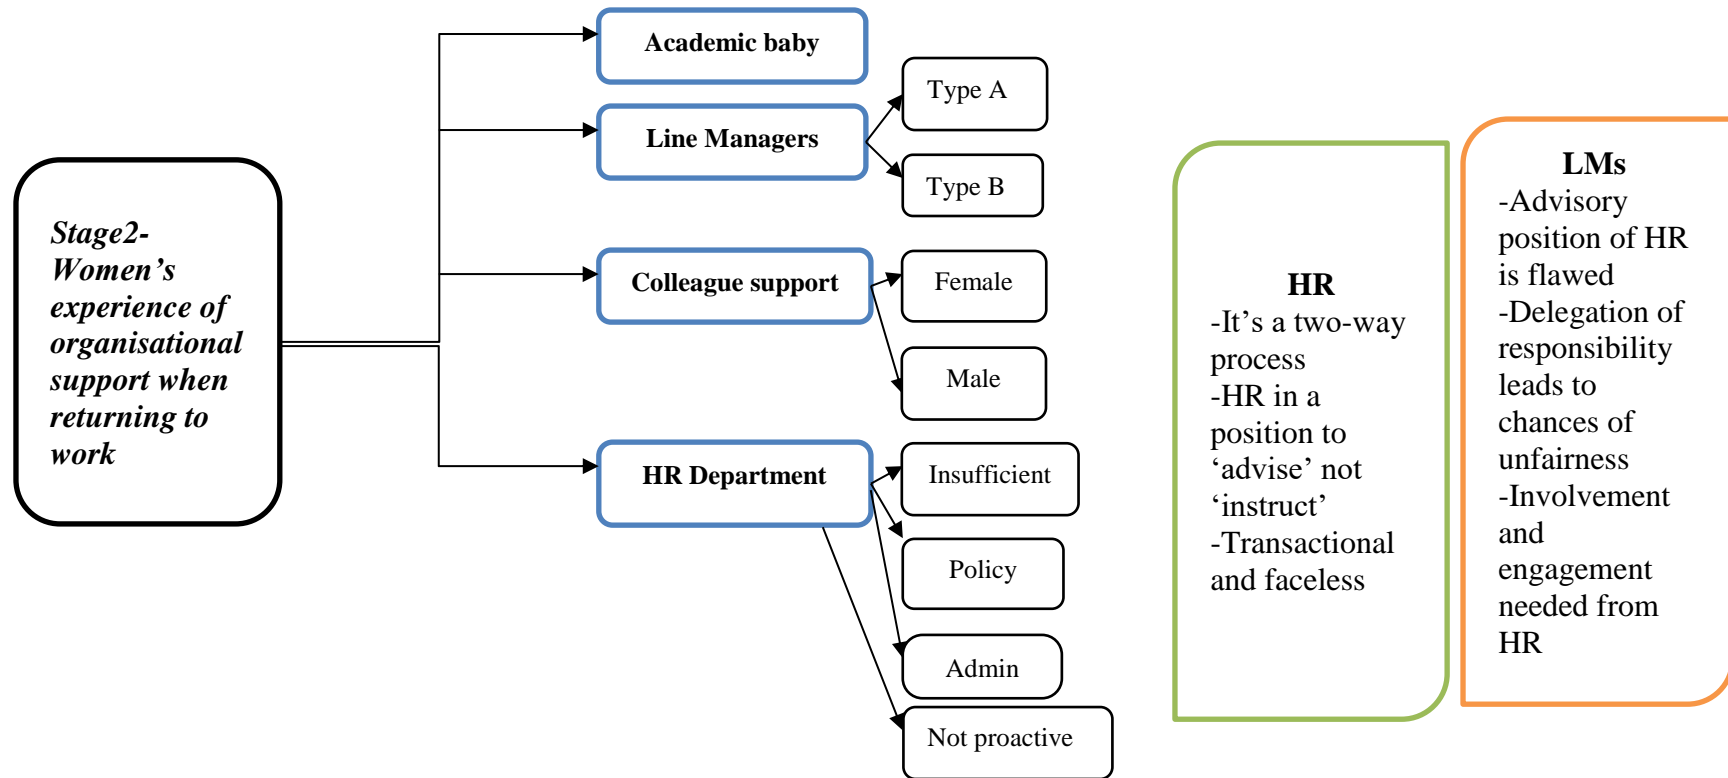 Stage2-
Women’s
experience of
organisational
support when
returning to
work
Academic baby
Line Managers
Type A
Type B
Colleague support
Female
Male
HR Department
Insufficient
Policy
Admin
Not proactive
HR
-It’s a two-way
process
-HR in a
position to
‘advise’ not
‘instruct’
-Transactional
and faceless
LMs
-Advisory
position of HR
is flawed
-Delegation of
responsibility
leads to
chances of
unfairness
-Involvement
and
engagement
needed from
HR